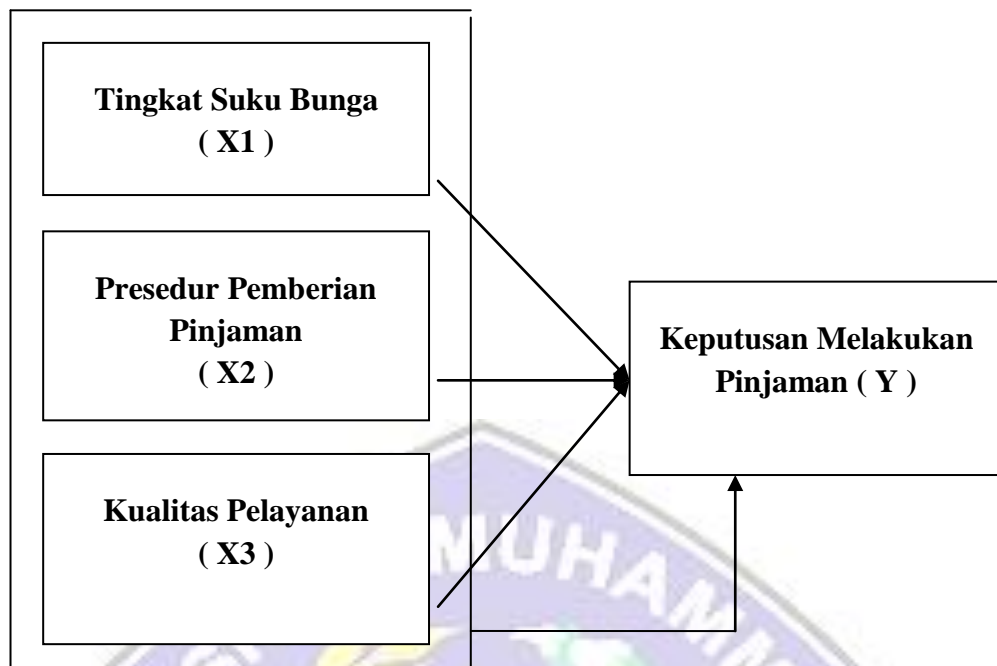 Tingkat Suku Bunga
( X1 )
Presedur Pemberian
Pinjaman
( X2 )
Keputusan Melakukan
Pinjaman ( Y )
Kualitas Pelayanan
( X3 )